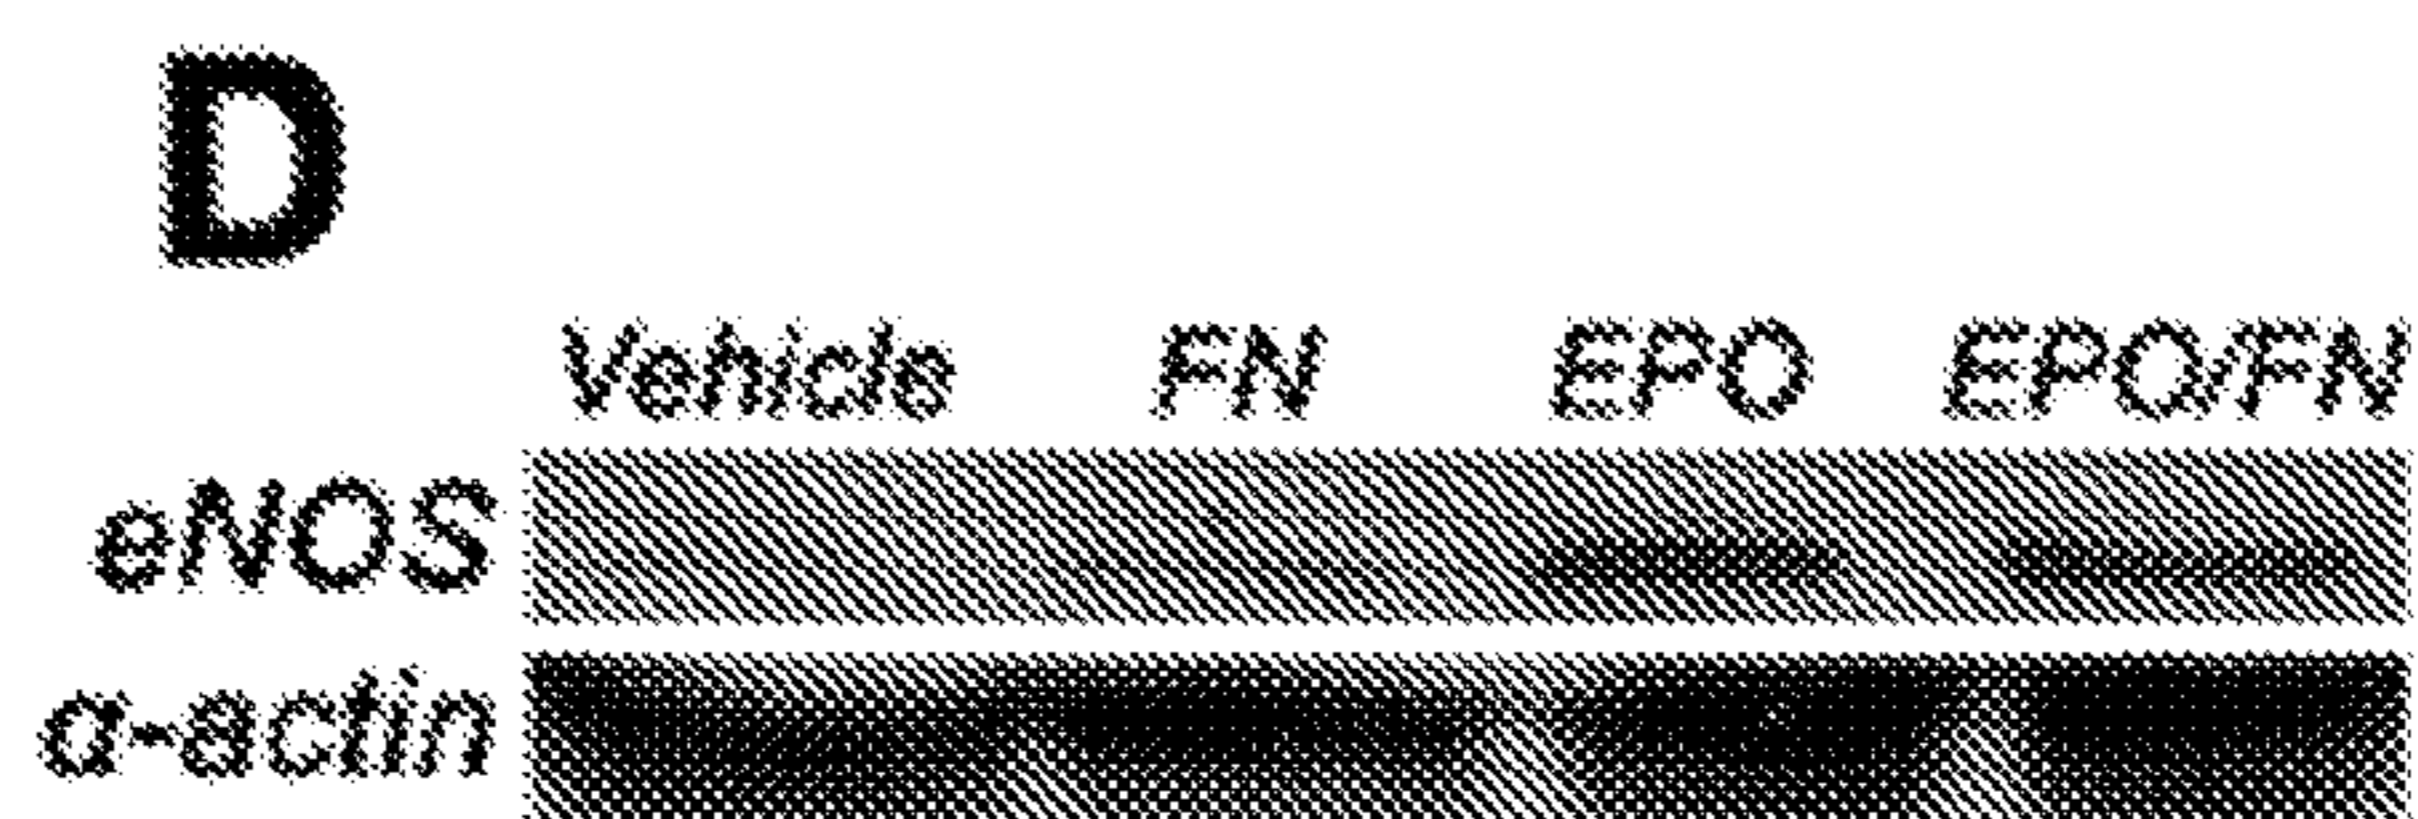 D
Vehicle FN EPO EPO/FN
eNOS
α-actin